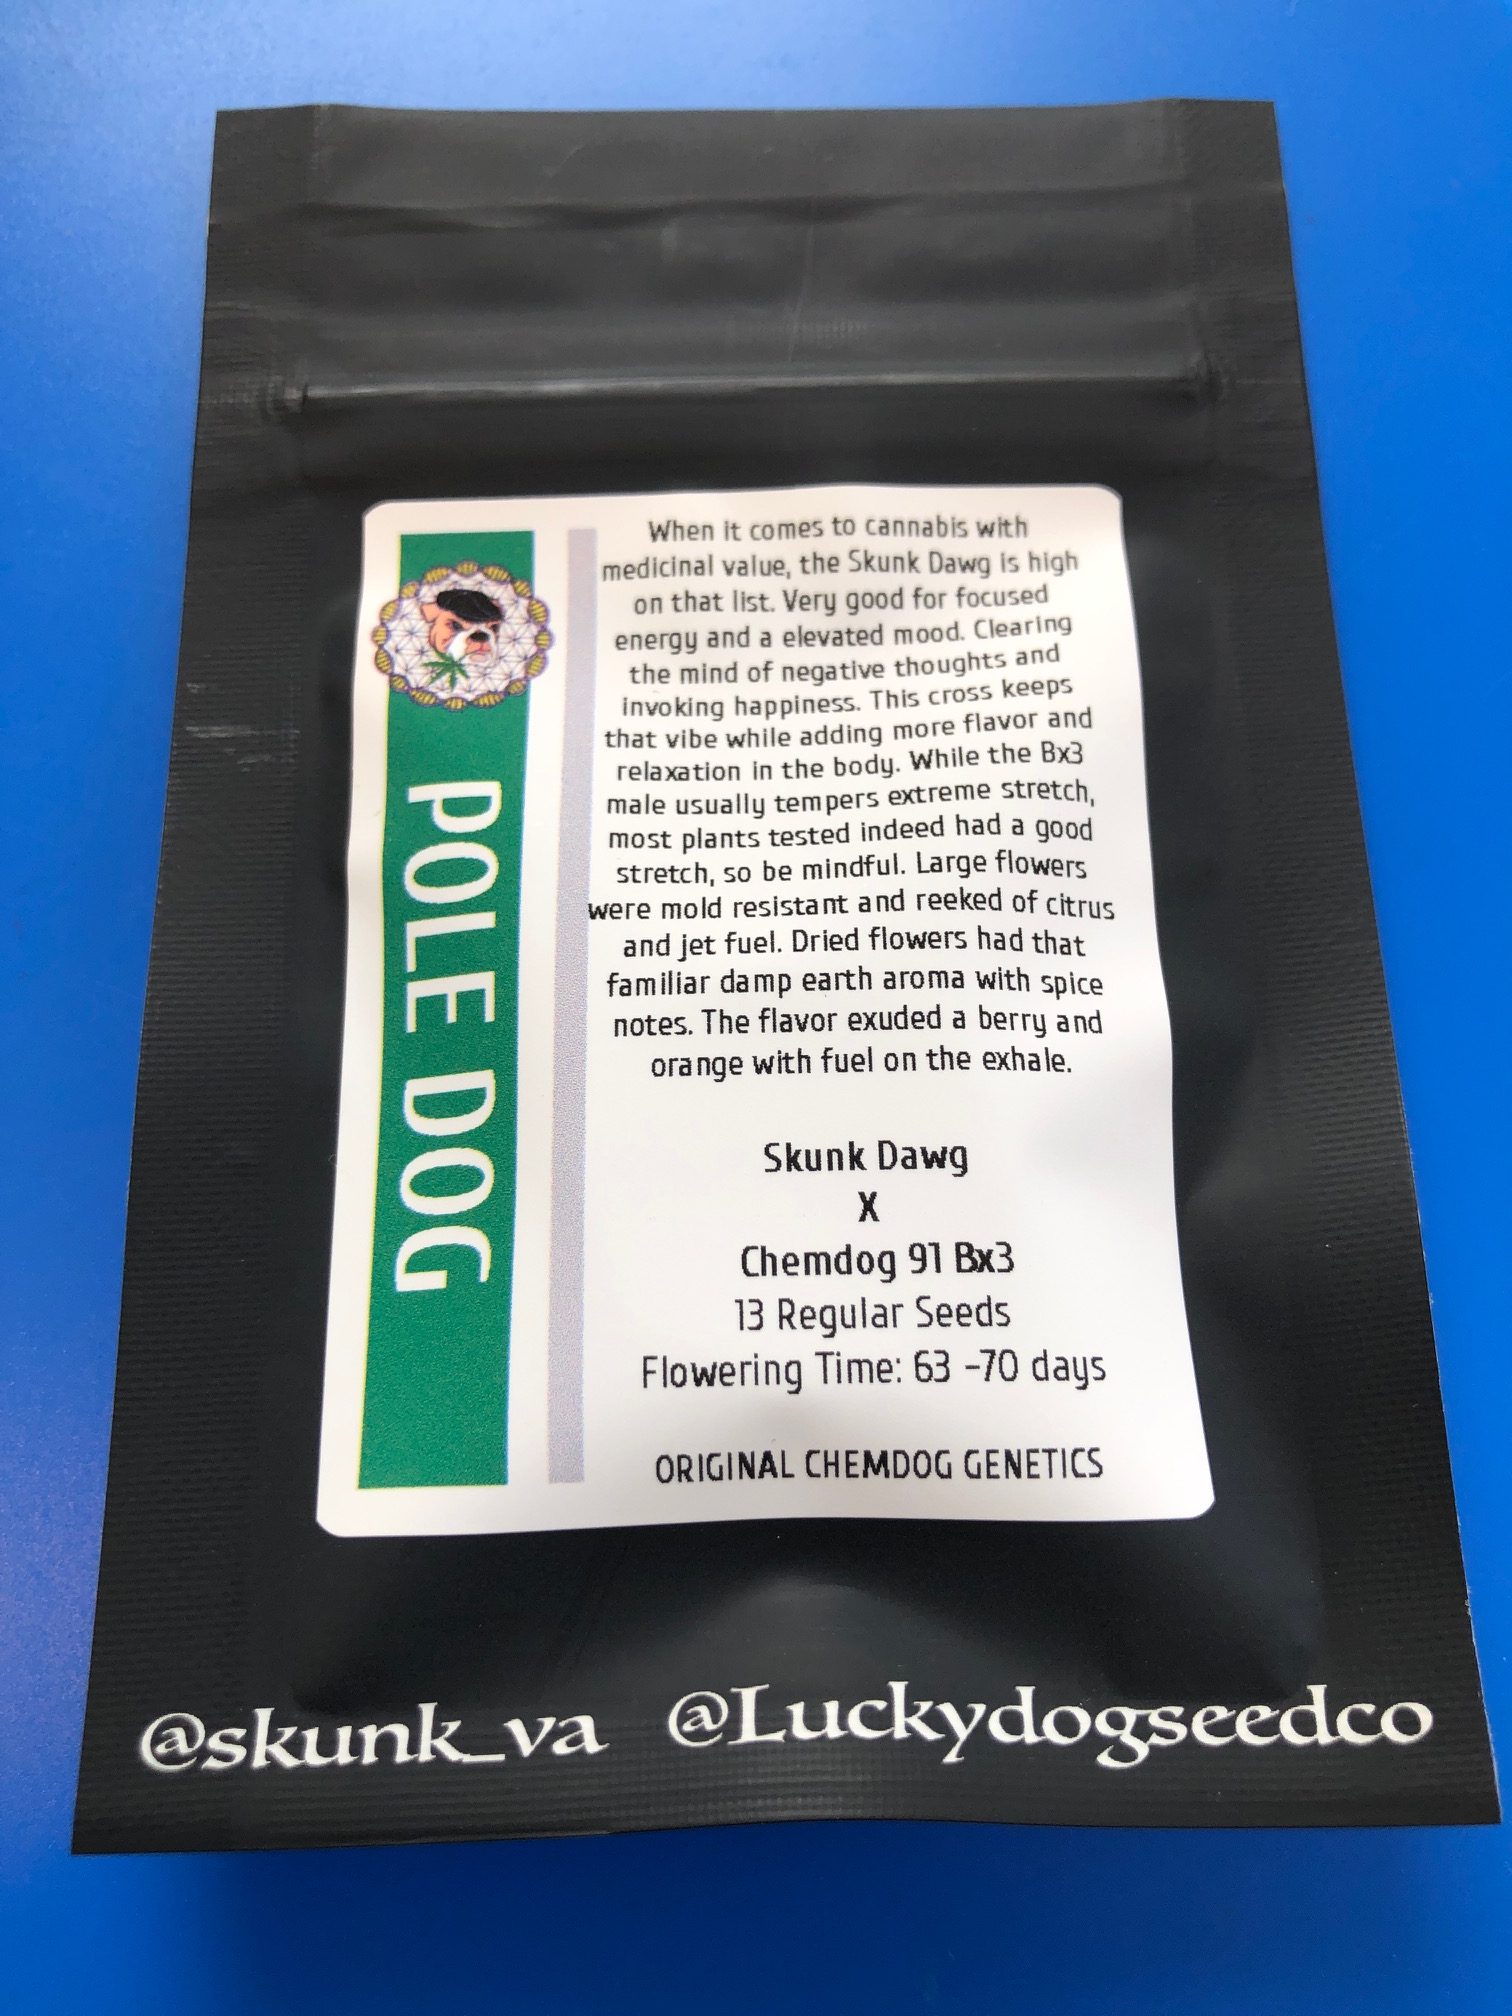 POLE DOG
When it comes to cannabis with
medicinal value, the Skunk Dawg is high
on that list. Very good for focused
energy and a elevated mood. Clearing
the mind of negative thoughts and
invoking happiness. This cross keeps
that vibe while adding more flavor and
relaxation in the body. While the Bx3
male usually tempers extreme stretch,
most plants tested indeed had a good
stretch, so be mindful. Large flowers
were mold resistant and reeked of citrus
and jet fuel. Dried flowers had that
familiar damp earth aroma with spice
notes. The flavor exuded a berry and
orange with fuel on the exhale.
Skunk Dawg
X
Chemdog 91 Bx3
13 Regular Seeds
Flowering Time: 63 -70 days
ORIGINAL CHEMDOG GENETICS
@skunk_va @Luckydogseedco